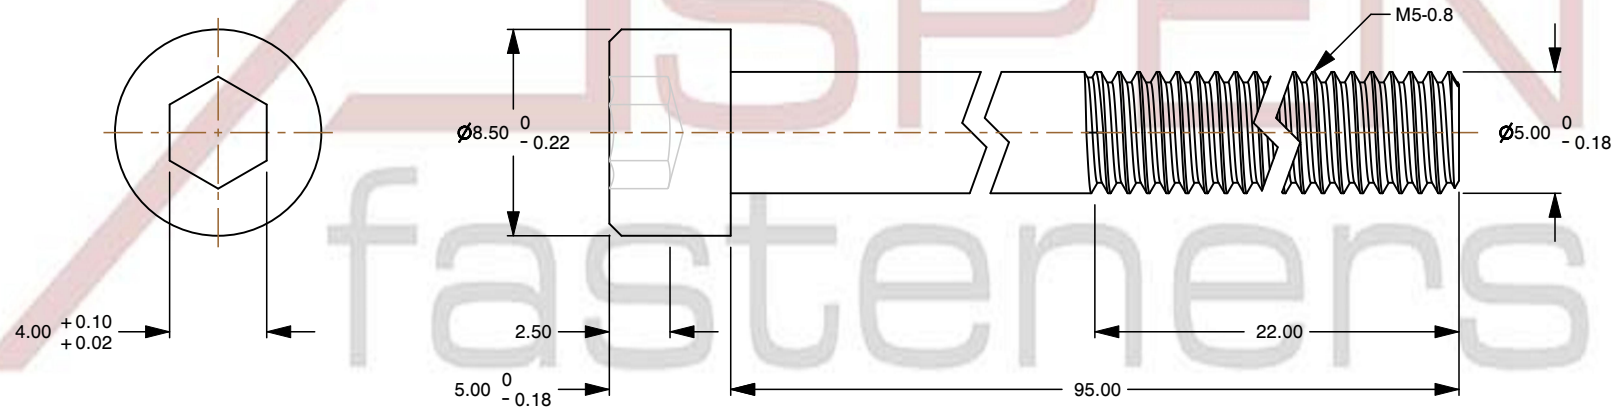 ASPEN
fasteners
M5-0.8
Ø8.50 0
- 0.22
Ø5.00 0
- 0.18
4.00 + 0.10
+ 0.02
2.50
22.00
5.00 0
- 0.18
95.00